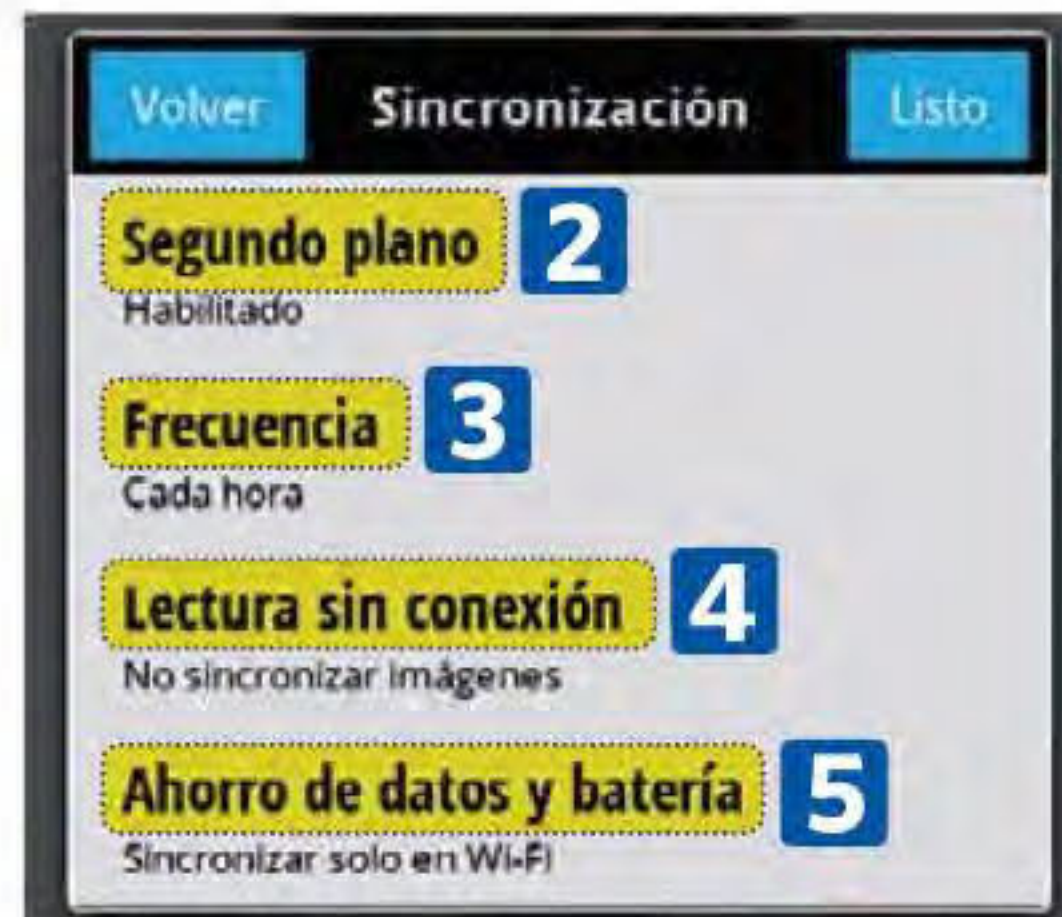 Volver Sincronización Listo
Segundo plano 2
Habilitado
Frecuencia 3
Cada hora
Lectura sin conexión 4
No sincronizar imágenes
Ahorro de datos y batería 5
Sincronizar solo en Wi-Fi